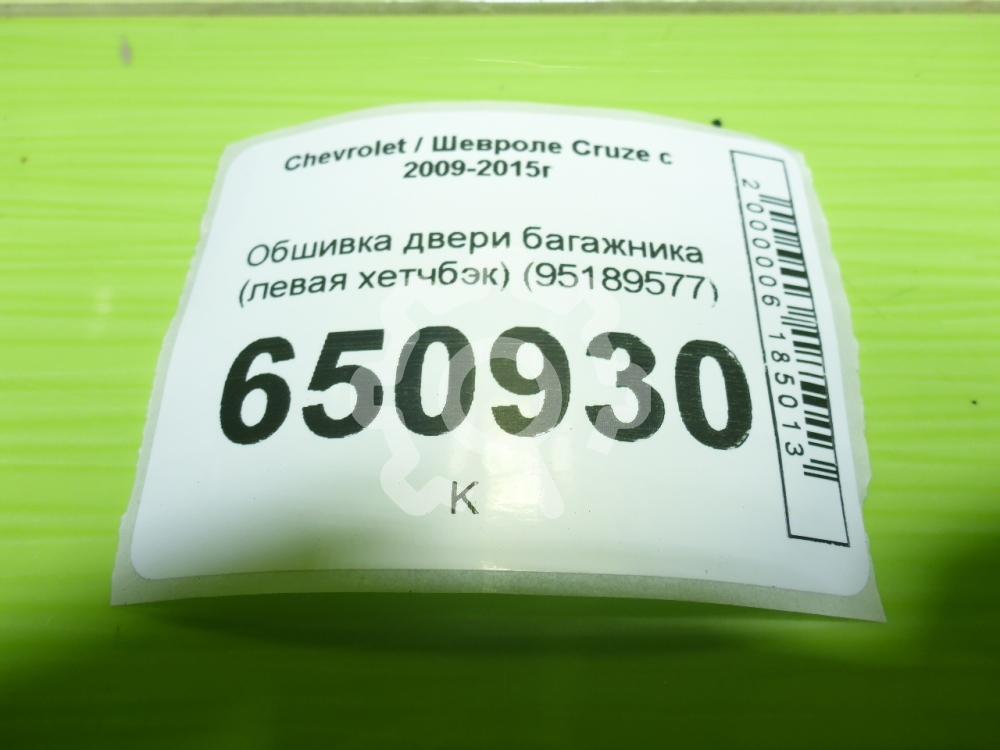 Chevrolet / Шевроле Cruze с
2009-2015г
Обшивка двери багажника
(левая хетчбэк) (95189577)
650930
К
2000006185013